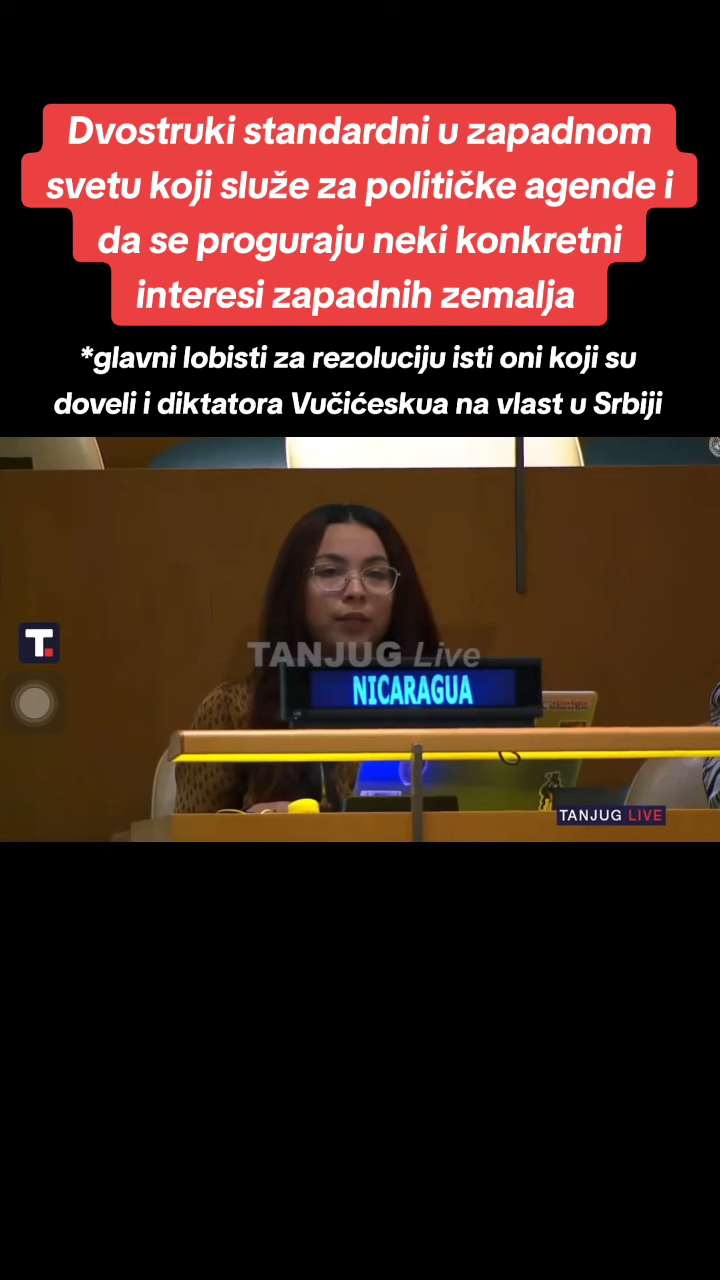 Dvostruki standardni u zapadnom
svetu koji služe za političke agende i
da se proguraju neki konkretni
interesi zapadnih zemalja
*glavni lobisti za rezoluciju isti oni koji su
doveli i diktatora Vučićeskua na vlast u Srbiji
T.
TANJUG Live
NICARAGUA
TANJUG LIVE